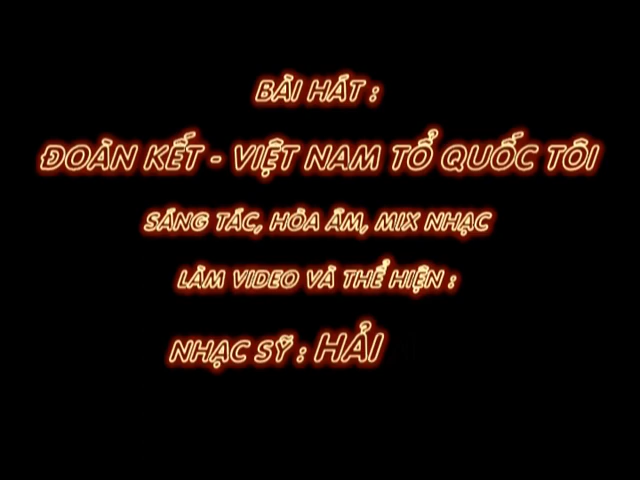 BÀI HÁT :
ĐOÀN KẾT - VIỆT NAM TỔ QUỐC TÔI
SÁNG TÁC, HÒA ÂM, MIX NHẠC
LÀM VIDEO VÀ THỂ HIỆN :
NHẠC SỸ : HẢI